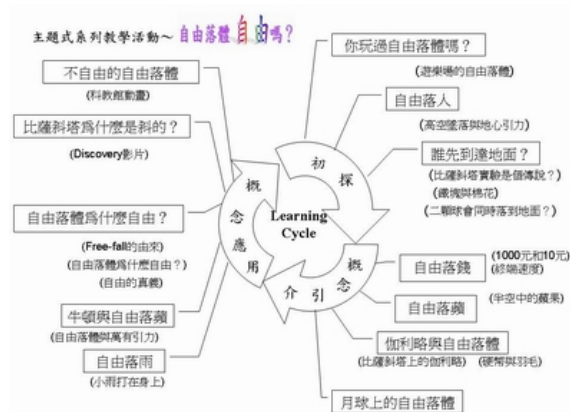 主題式系列教學活動～ 自由落體自由嗎？
你玩過自由落體嗎？
(遊樂場的自由落體)
自由落人
(高空墜落與地心引力)
誰先到達地面？
(比薩斜塔實驗是個傳說？)
(鐵塊與棉花)
(二顆球會同時落到地面？)
初探
自由落錢
(1000元和10元)
(終端速度)
自由落蘋
(半空中的蘋果)
伽利略與自由落體
(比薩斜塔上的伽利略)
(硬幣與羽毛)
月球上的自由落體
概念引介
Learning
Cycle
概念應用
不自由的自由落體
(科教館動畫)
比薩斜塔為什麼是斜的？
(Discovery影片)
自由落體為什麼自由？
(Free-fall的由來)
(自由落體為什麼自由？)
(自由的真義)
牛頓與自由落蘋
(自由落體與萬有引力)
自由落雨
(小雨打在身上)